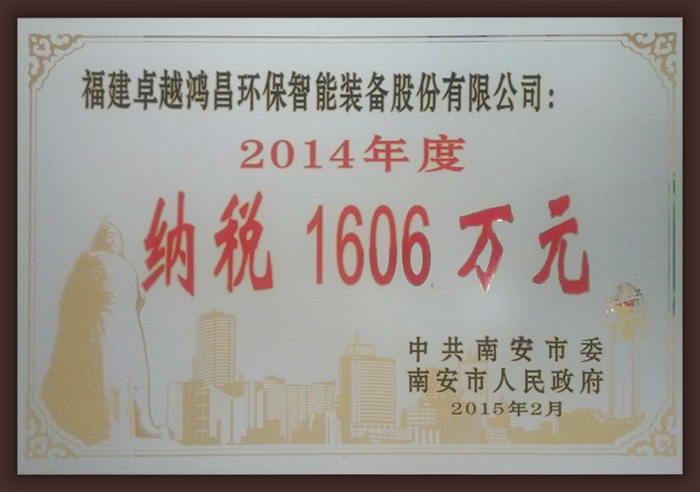 福建卓越鸿昌环保智能装备股份有限公司：
2014年度
纳税 1606 万元
中共南安市委
南安市人民政府
2015年2月